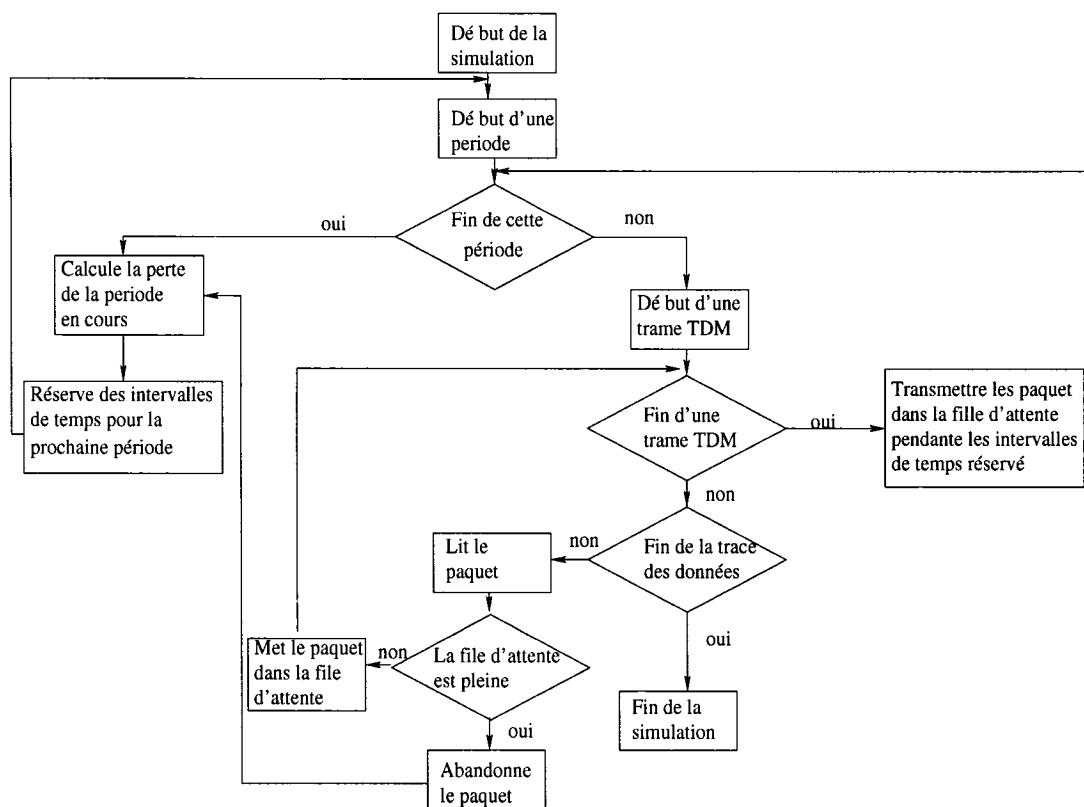 Dé but de la
simulation
Dé but d'une
periode
Fin de cette
période
oui
non
Calcule la perte
de la periode
en cours
Dé but d'une
trame TDM
Réserve des intervalles
de temps pour la
prochaine période
Fin d'une
trame TDM
oui
Transmettre les paquet
dans la fille d'attente
pendante les intervalles
de temps réservé
non
Fin de la trace
des données
non
Lit le
paquet
oui
Met le paquet
dans la file
d'attente
non
La file d'attente
est pleine
Fin de la
simulation
oui
Abandonne
le paquet